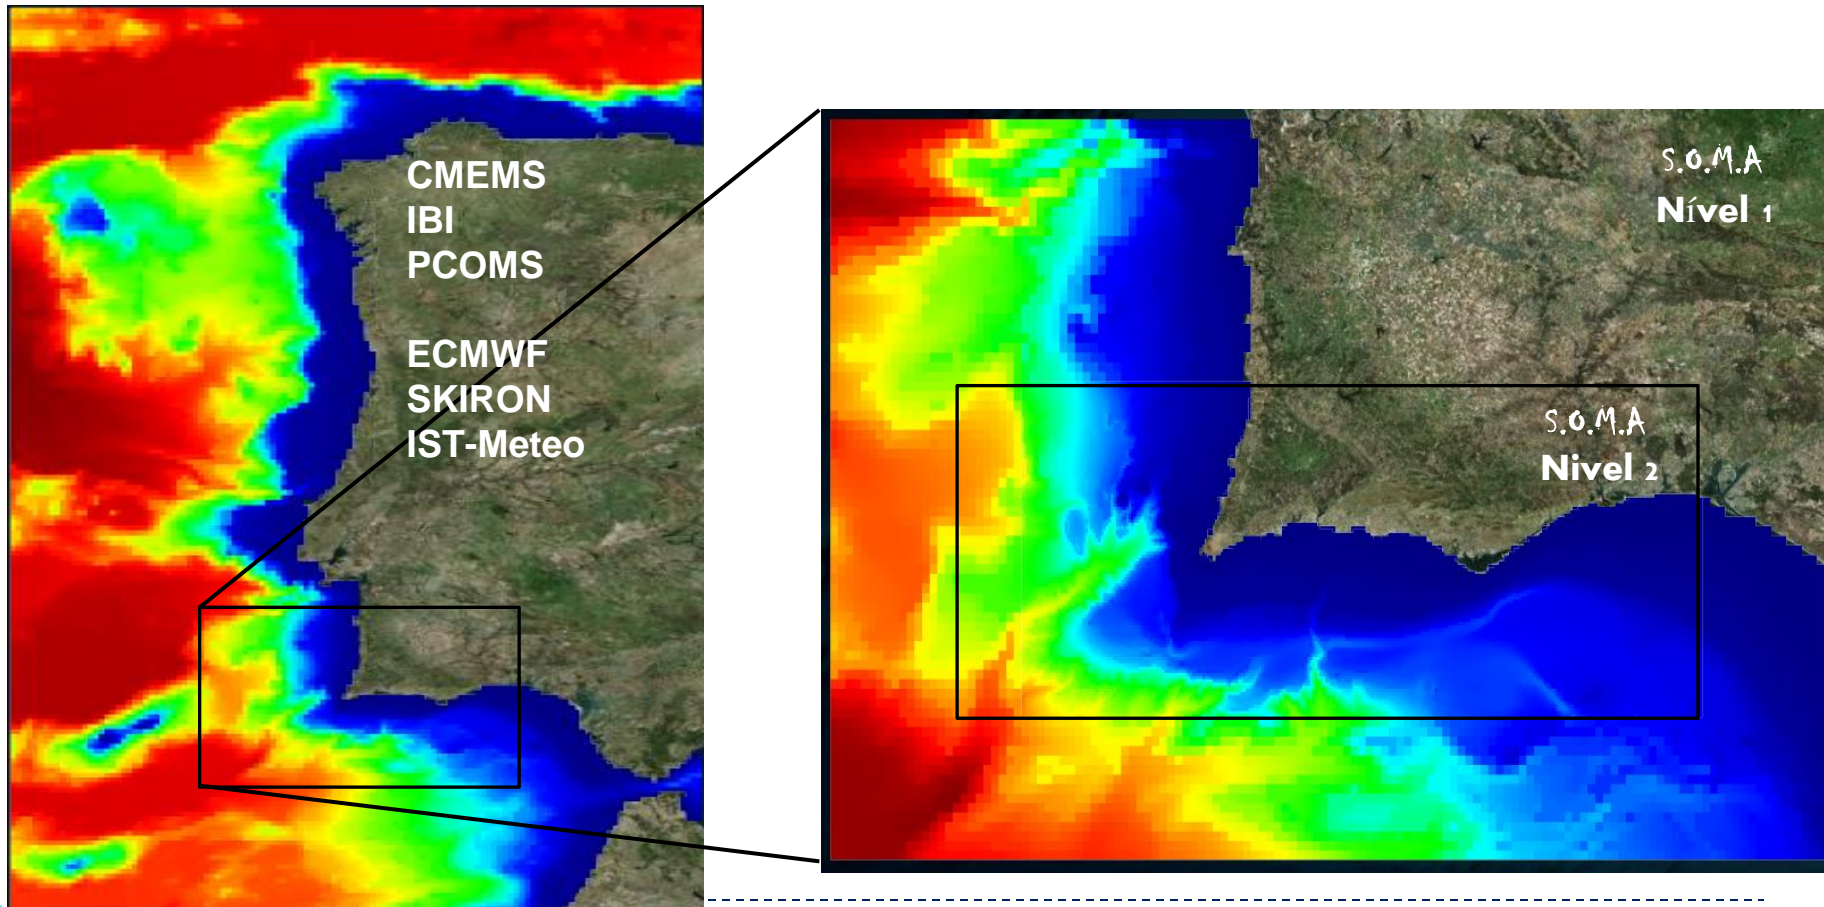 CMEMS
IBI
PCOMS
ECMWF
SKIRON
IST-Meteo
S.O.M.A
Nível 1
S.O.M.A
Nivel 2